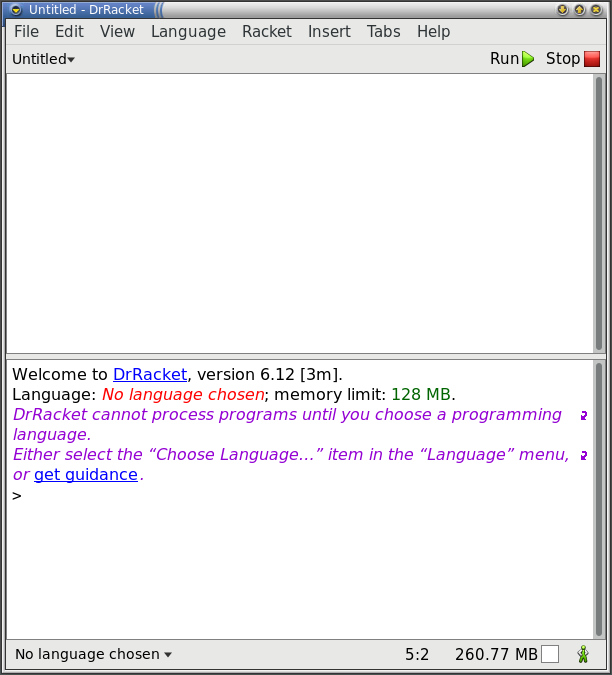 Untitled - DrRacket
File Edit View Language Racket Insert Tabs Help
Untitled Run Stop
Welcome to DrRacket, version 6.12 [3m].
Language: No language chosen; memory limit: 128 MB.
DrRacket cannot process programs until you choose a programming
language.
Either select the “Choose Language…” item in the “Language” menu,
or get guidance.
>
No language chosen 5:2 260.77 MB